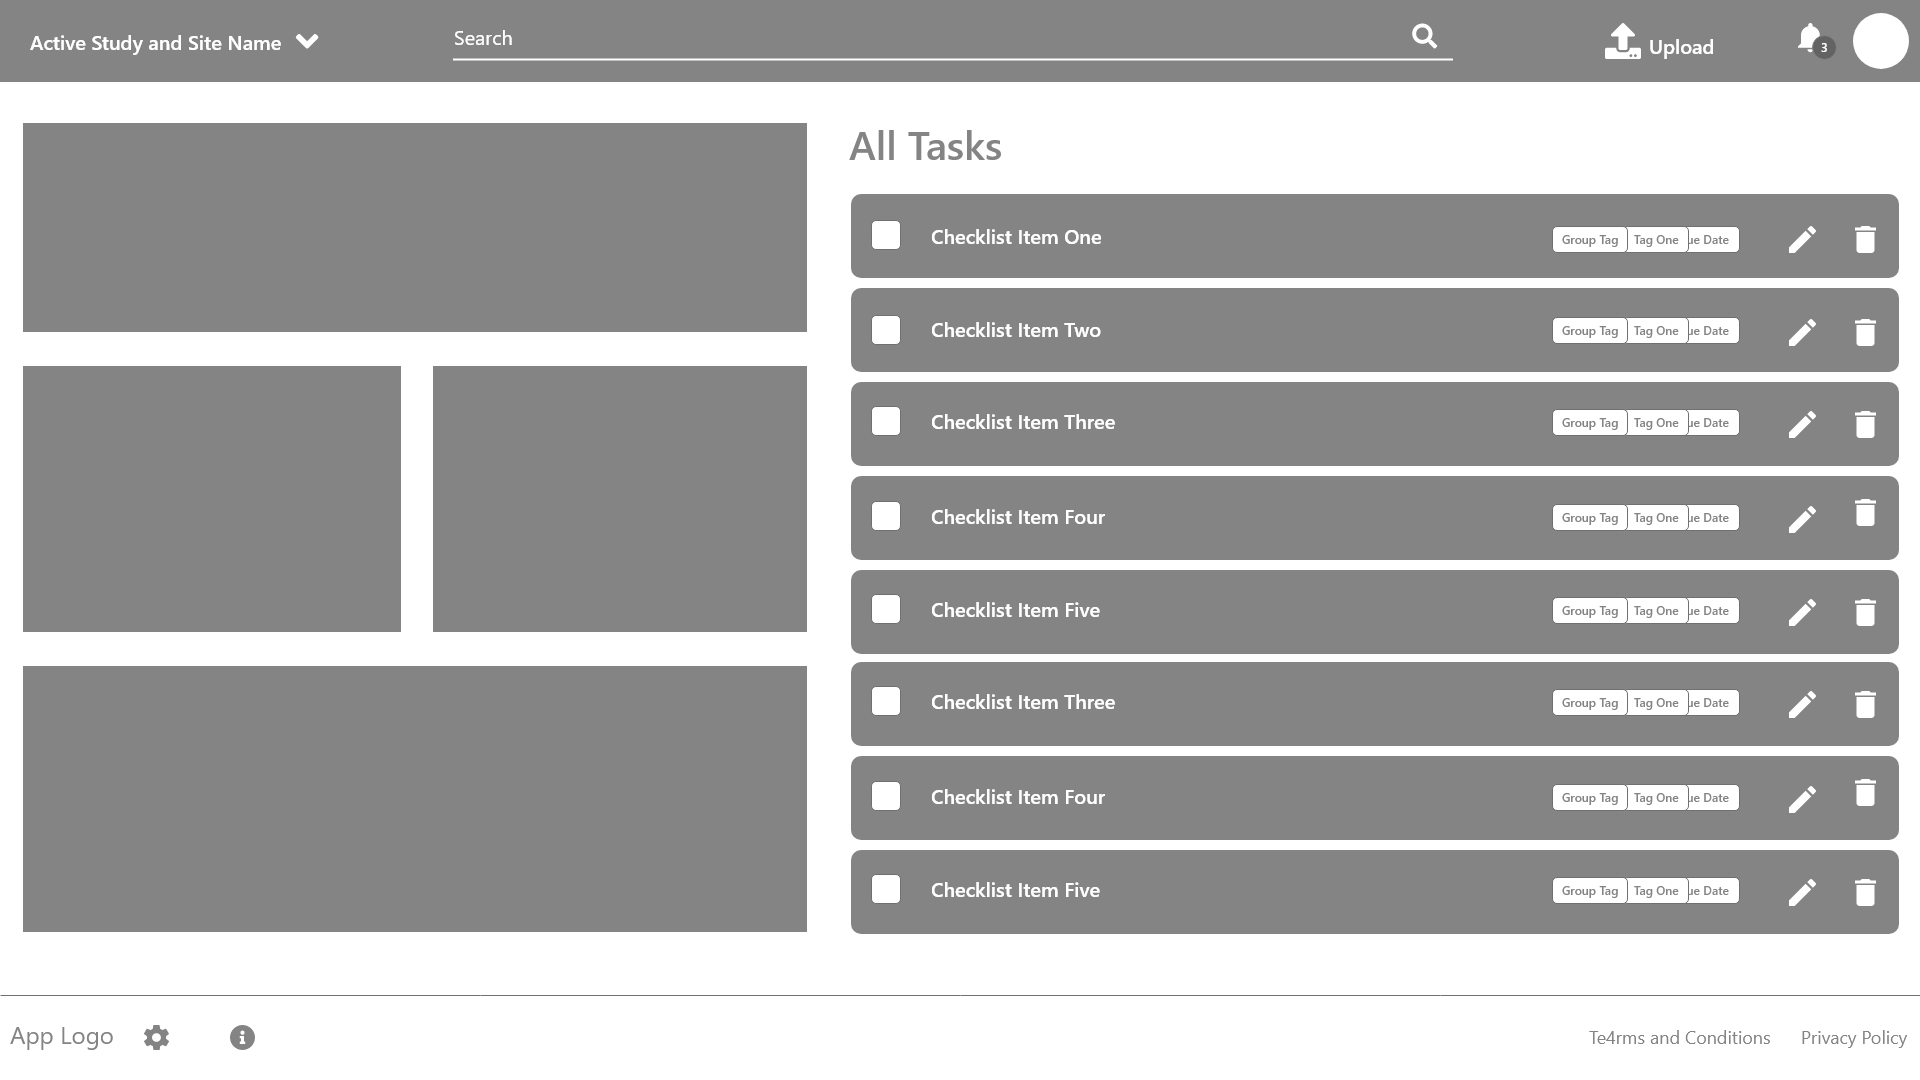 Active Study and Site Name
Search
Upload
3
All Tasks
Checklist Item One
Group Tag Tag One ue Date
Checklist Item Two
Group Tag Tag One ue Date
Checklist Item Three
Group Tag Tag One ue Date
Checklist Item Four
Group Tag Tag One ue Date
Checklist Item Five
Group Tag Tag One ue Date
Checklist Item Three
Group Tag Tag One ue Date
Checklist Item Four
Group Tag Tag One ue Date
Checklist Item Five
Group Tag Tag One ue Date
App Logo
Te4rms and Conditions
Privacy Policy